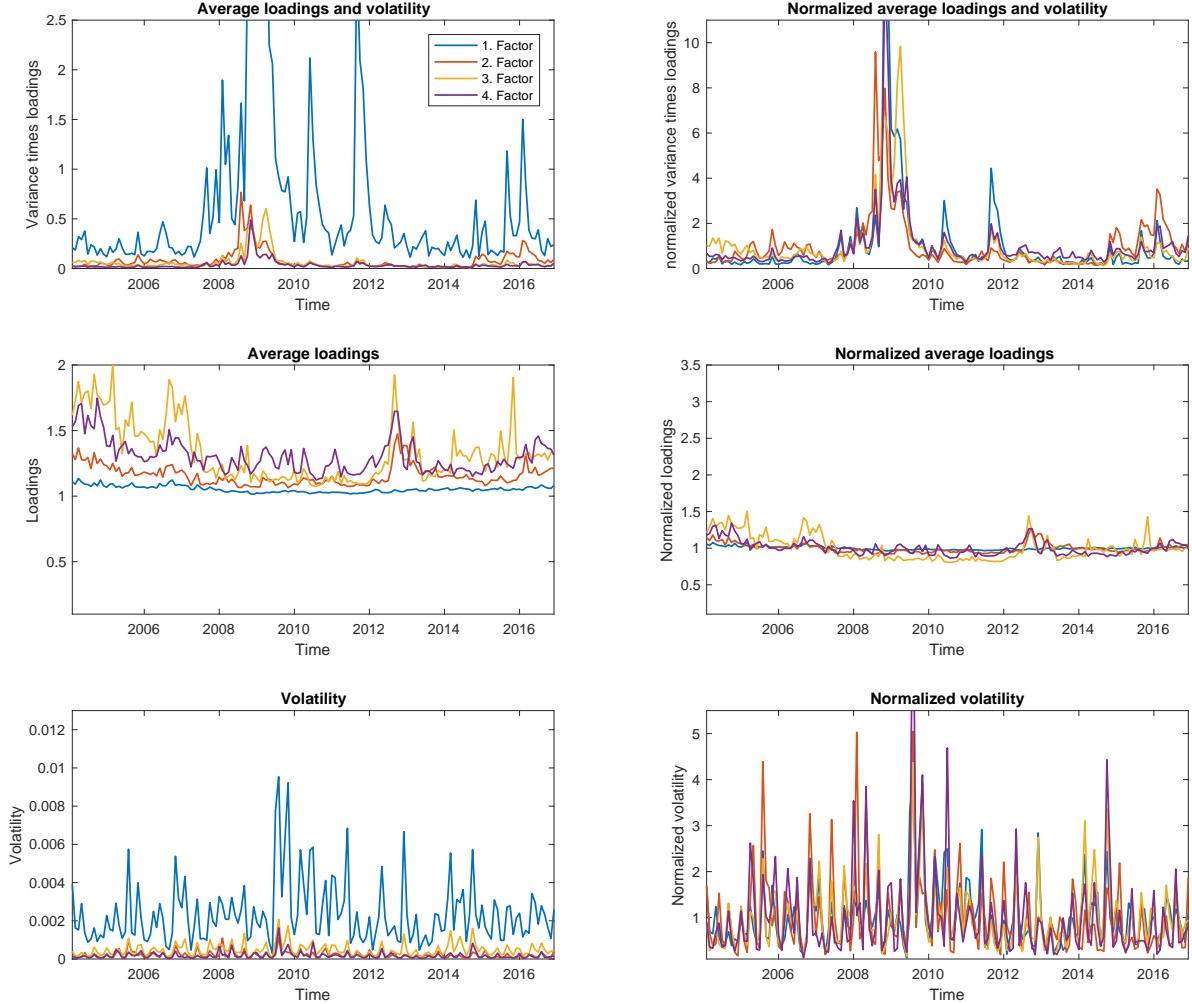 Average loadings and volatility
Variance times loadings
2.5
2
1.5
1
0.5
0
1. Factor
2. Factor
3. Factor
4. Factor
2006 2008 2010 2012 2014 2016
Time
Normalized average loadings and volatility
normalized variance times loadings
10
8
6
4
2
0
2006 2008 2010 2012 2014 2016
Time
Average loadings
Loadings
2
1.5
1
0.5
2006 2008 2010 2012 2014 2016
Time
Normalized average loadings
Normalized loadings
3.5
3
2.5
2
1.5
1
0.5
2006 2008 2010 2012 2014 2016
Time
Volatility
Volatility
0.012
0.01
0.008
0.006
0.004
0.002
0
2006 2008 2010 2012 2014 2016
Time
Normalized volatility
Normalized volatility
5
4
3
2
1
2006 2008 2010 2012 2014 2016
Time